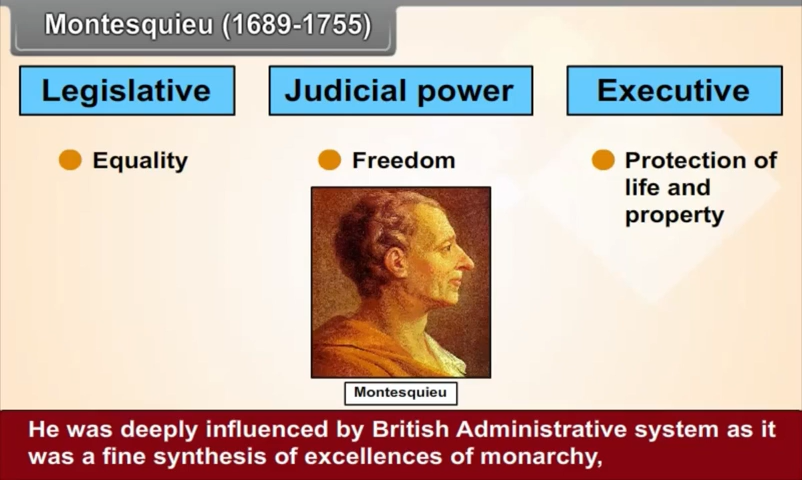 Montesquieu (1689-1755)
Legislative
Judicial power
Executive
Equality
Freedom
Protection of
life and
property
Montesquieu
He was deeply influenced by British Administrative system as it
was a fine synthesis of excellences of monarchy,